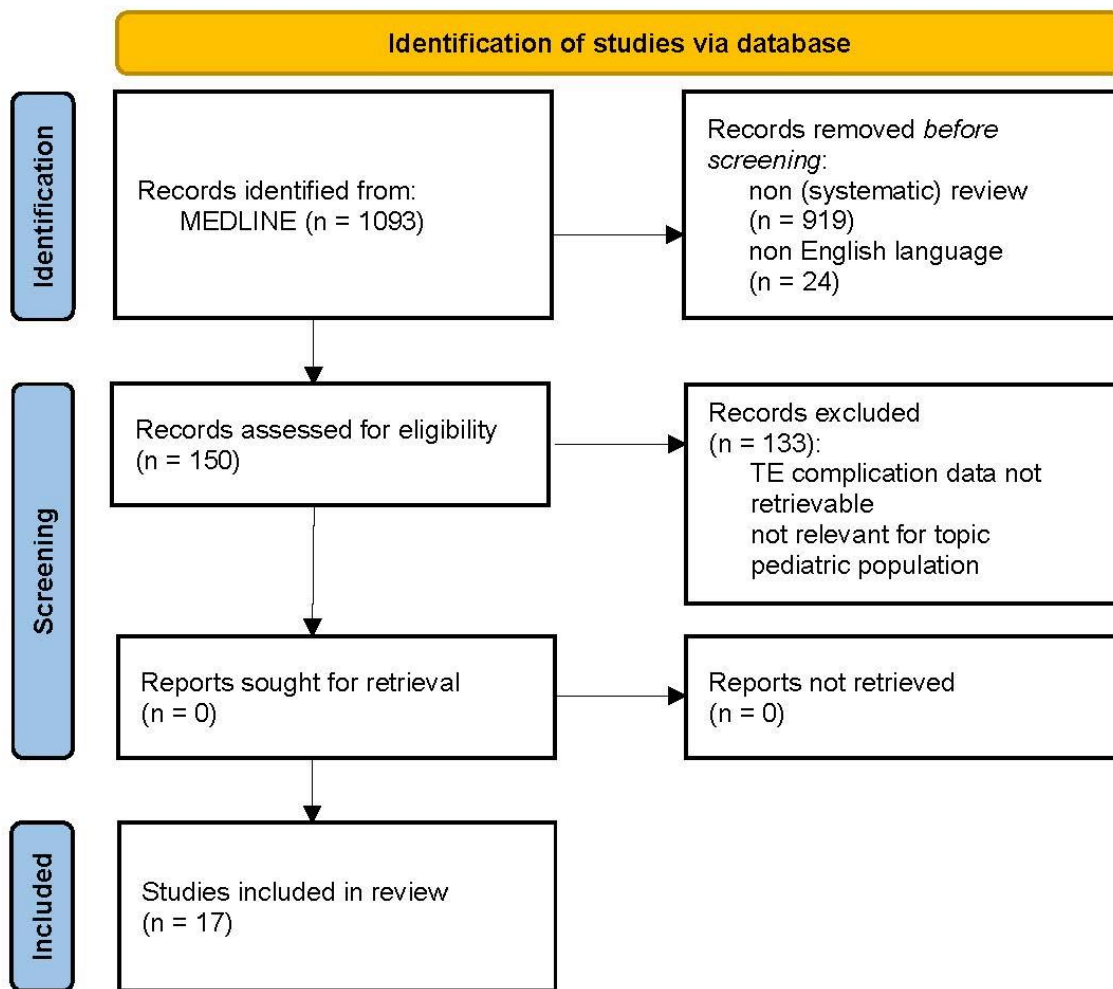 Identification of studies via database
Identification
Records identified from:
MEDLINE (n = 1093)
Records removed before
screening:
non (systematic) review
(n = 919)
non English language
(n = 24)
Screening
Records assessed for eligibility
(n = 150)
Records excluded
(n = 133):
TE complication data not
retrievable
not relevant for topic
pediatric population
Reports sought for retrieval
(n = 0)
Reports not retrieved
(n = 0)
Included
Studies included in review
(n = 17)